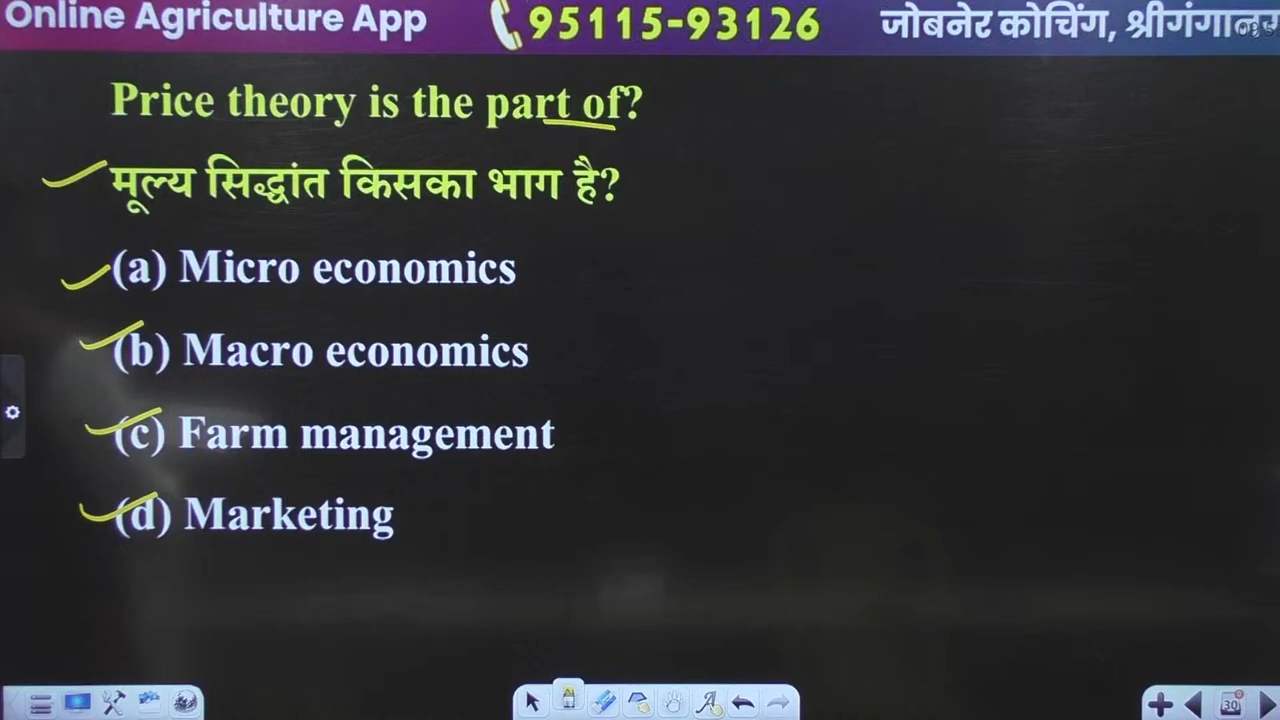 Online Agriculture App 95115-93126 जोबनेर कोचिंग,
Price theory is the part of?
मूल्य सिद्धांत किसका भाग है?
(a) Micro economics
(b) Macro economics
(c) Farm management
(d) Marketing
30